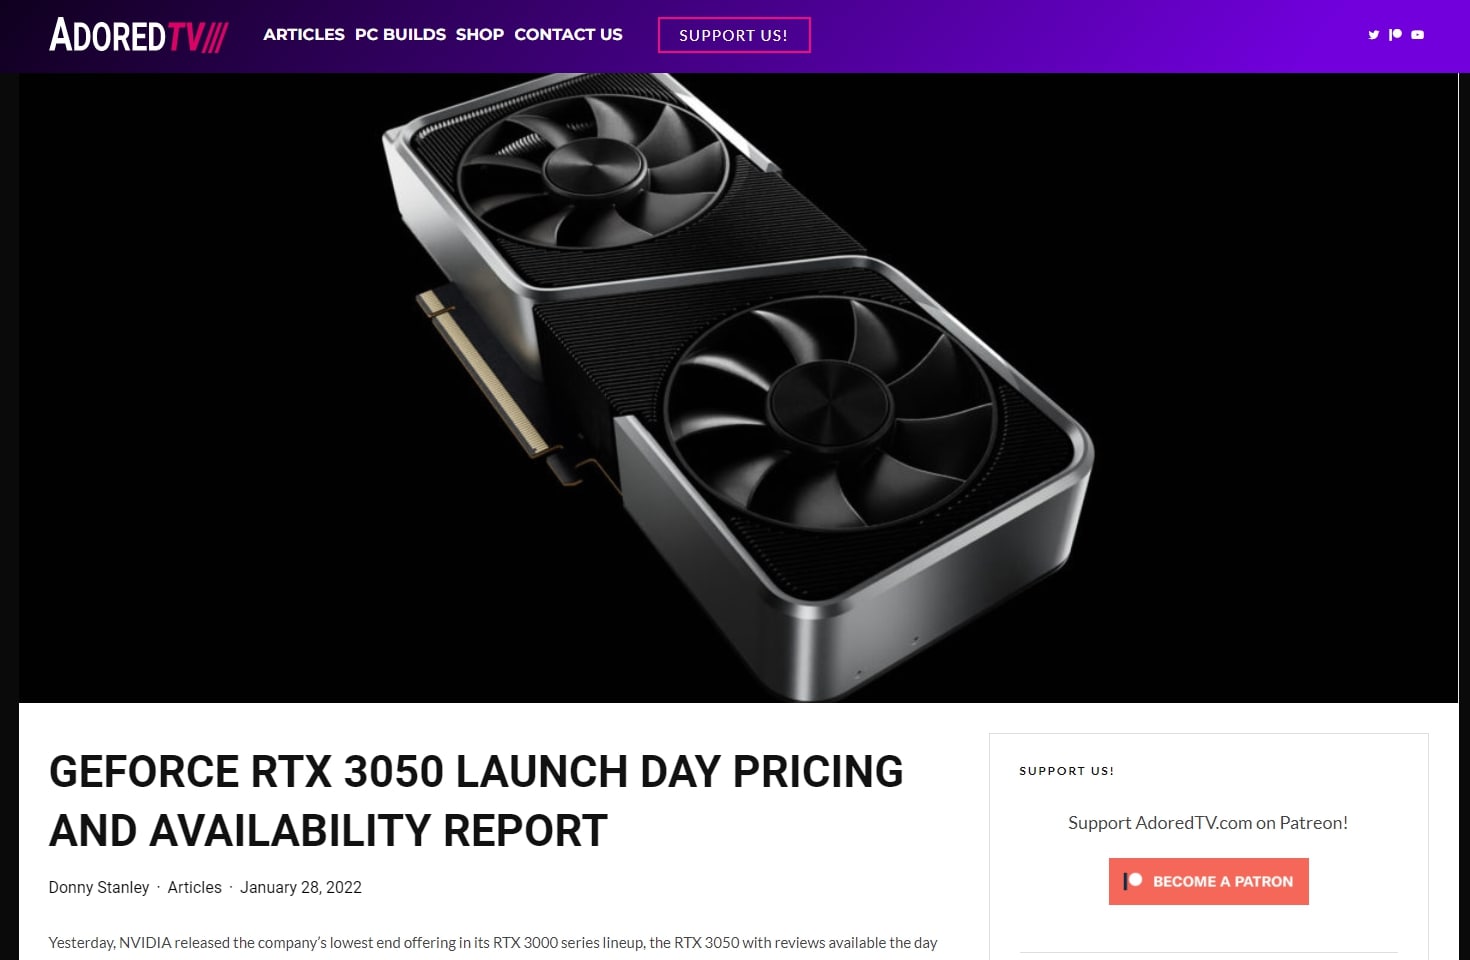 ADOREDTV///
ARTICLES PC BUILDS SHOP CONTACT US
SUPPORT US!
GEFORCE RTX 3050 LAUNCH DAY PRICING
AND AVAILABILITY REPORT
Donny Stanley · Articles · January 28, 2022
Yesterday, NVIDIA released the company’s lowest end offering in its RTX 3000 series lineup, the RTX 3050 with reviews available the day
SUPPORT US!
Support AdoredTV.com on Patreon!
BECOME A PATRON